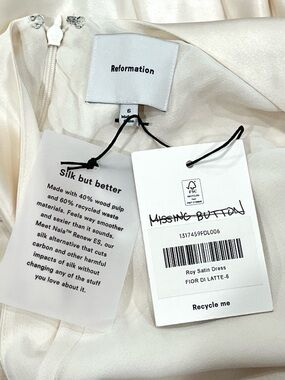 Reformation
6
Silk but better
Made with 40% wood pulp
and 60% recycled waste
materials. Feels way smoother
and sexier than it sounds.
Meet Naia™ Renew ES, our
silk alternative that cuts
carbon and other harmful
impacts of silk without
changing any of the stuff
you love about it.
FSC
MISSING BUTTON
1317459FDL006
Roy Satin Dress
FIOR DI LATTE-6
Recycle me